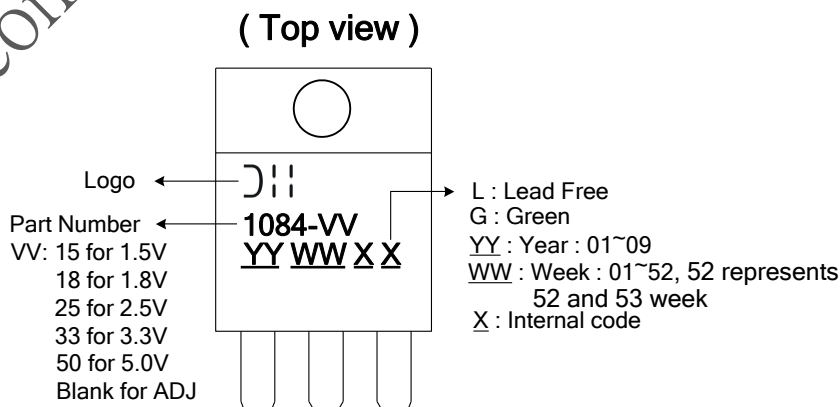 ( Top view )
Logo
Part Number
VV: 15 for 1.5V
18 for 1.8V
25 for 2.5V
33 for 3.3V
50 for 5.0V
Blank for ADJ
1084-VV
YY WW X X
L : Lead Free
G : Green
YY : Year : 01~09
WW : Week : 01~52, 52 represents
52 and 53 week
X : Internal code